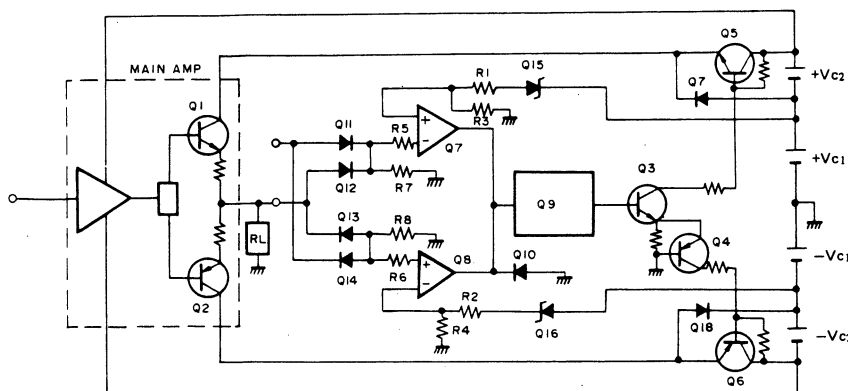 Q5
Q15
MAIN AMP
R1
Q7
+Vc2
Q1
+
R3
Q11
R5
-
Q7
+Vc1
Q12
R7
Q3
Q9
Q13
R8
RL
Q4
Q14
R6
+
Q8
Q10
-Vc1
-
R2
Q2
R4
Q16
Q18
-Vc
Q6